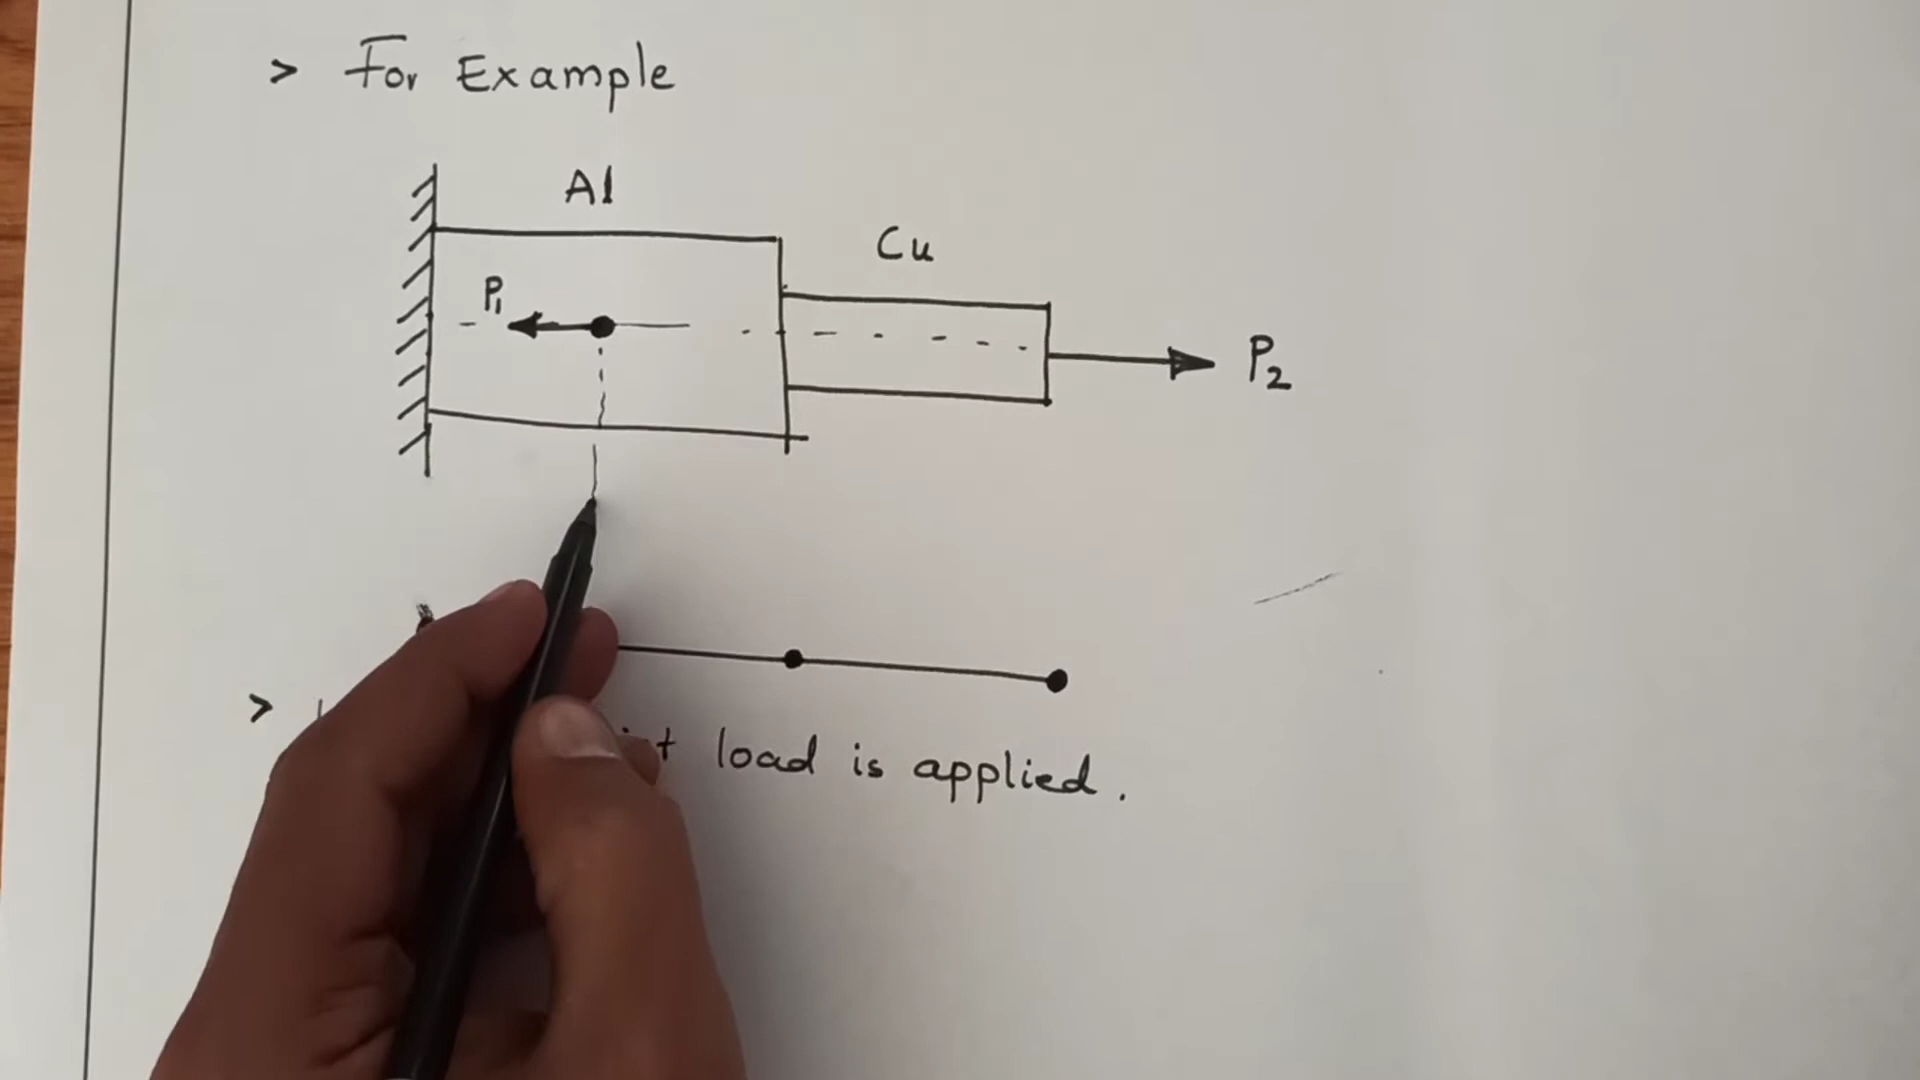 > For Example
Al
Cu
P₁
P₂
> load is applied.